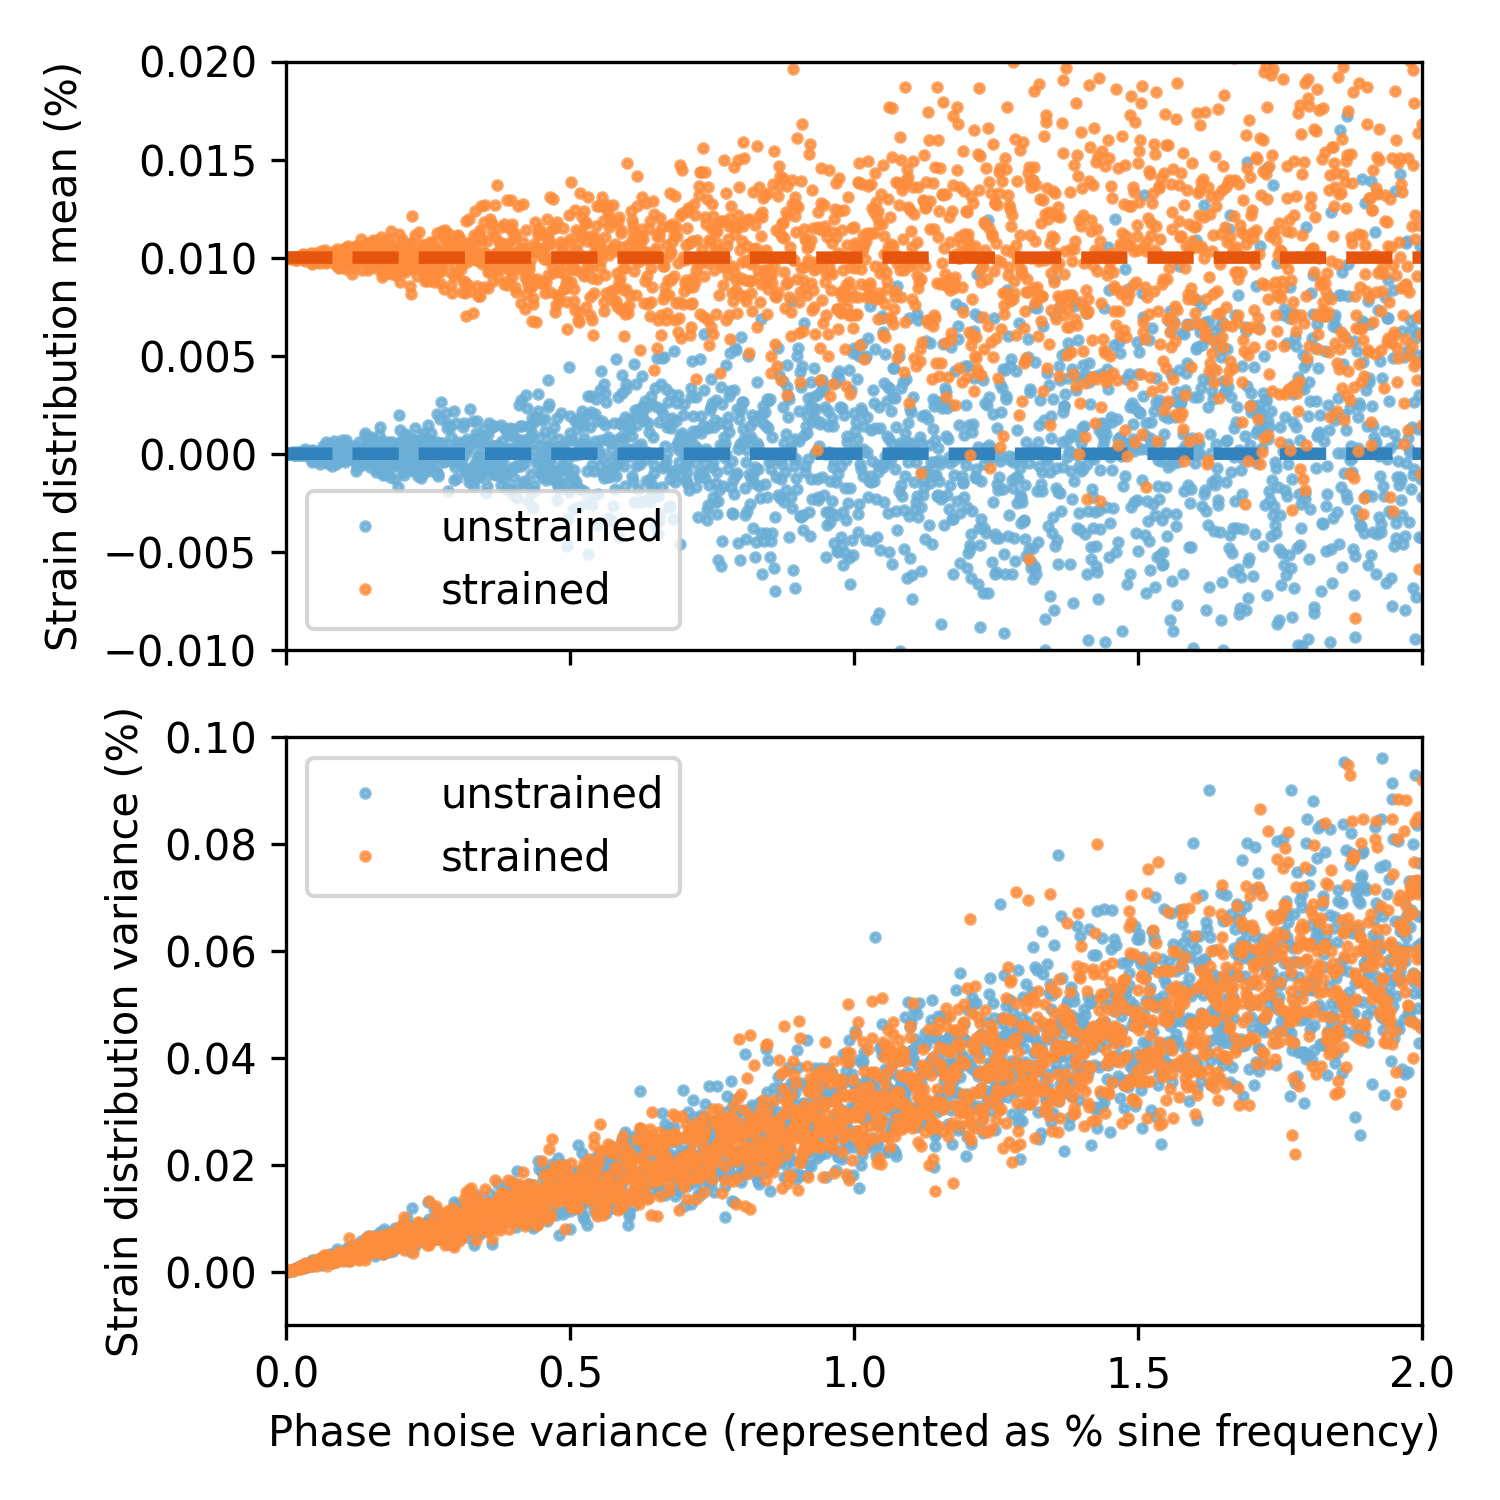 Strain distribution mean (%)
0.020
0.015
0.010
0.005
0.000
−0.005
−0.010
unstrained
strained
Strain distribution variance (%)
0.10
0.08
0.06
0.04
0.02
0.00
unstrained
strained
0.0 0.5 1.0 1.5 2.0
Phase noise variance (represented as % sine frequency)